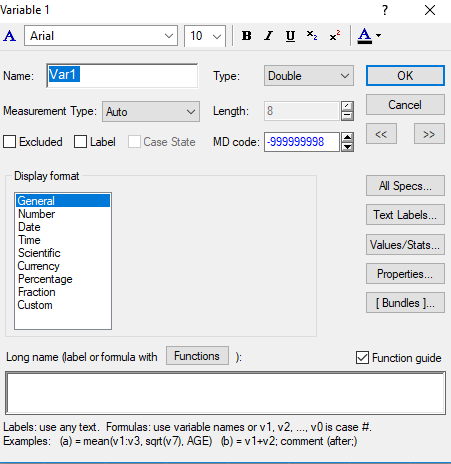 Variable 1 ?
A Arial 10 B I U x₂ x² A
Name: Var1 Type: Double OK
Measurement Type: Auto Length: 8 Cancel
Excluded Label Case State MD code: -999999998 << >>
Display format
General
Number
Date
Time
Scientific
Currency
Percentage
Fraction
Custom
All Specs...
Text Labels...
Values/Stats...
Properties...
[ Bundles ]...
Long name (label or formula with Functions ): Function guide
Labels: use any text. Formulas: use variable names or v1, v2, ..., v0 is case #.
Examples: (a) = mean(v1:v3, sqrt(v7), AGE) (b) = v1+v2; comment (after;)